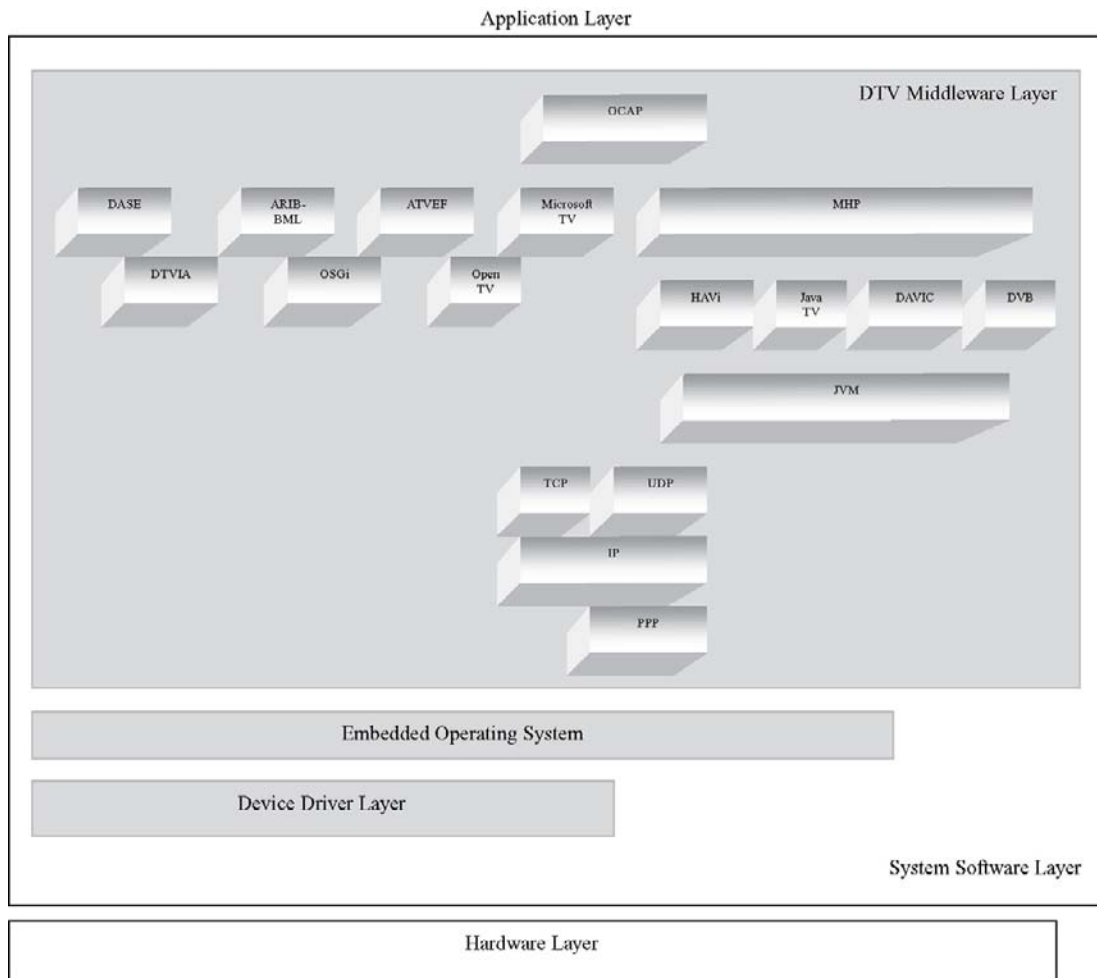 Application Layer
DTV Middleware Layer
OCAP
DASE
ARIB-
BML
ATVEF
Microsoft
TV
MHP
DTVIA
OSGi
Open
TV
HAVi
Java
TV
DAVIC
DVB
JVM
TCP
UDP
IP
PPP
Embedded Operating System
Device Driver Layer
System Software Layer
Hardware Layer